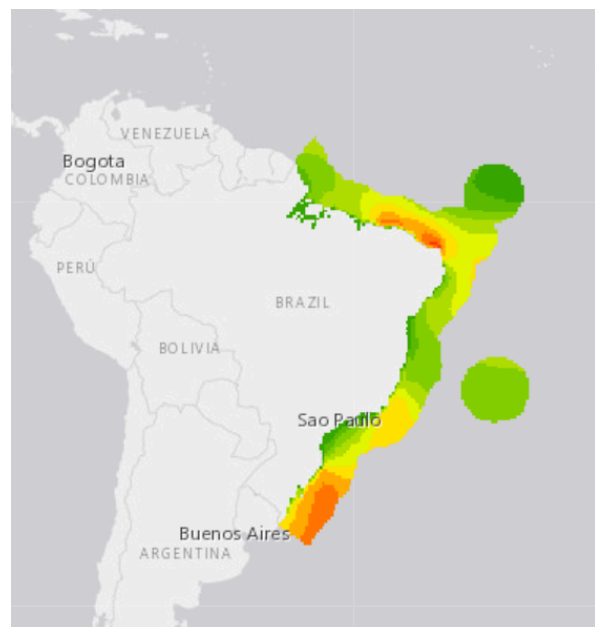 VENEZUELA
Bogota
COLOMBIA
PERÚ
BRAZIL
BOLIVIA
Sao Paulo
Buenos Aires
ARGENTINA